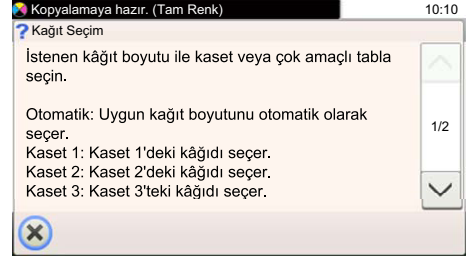 Kopyalamaya hazır. (Tam Renk)
10:10
? Kağıt Seçim
İstenen kâğıt boyutu ile kaset veya çok amaçlı tabla
seçin.
Otomatik: Uygun kağıt boyutunu otomatik olarak
seçer.
Kaset 1: Kaset 1'deki kâğıdı seçer.
Kaset 2: Kaset 2'deki kâğıdı seçer.
Kaset 3: Kaset 3'teki kâğıdı seçer.
1/2